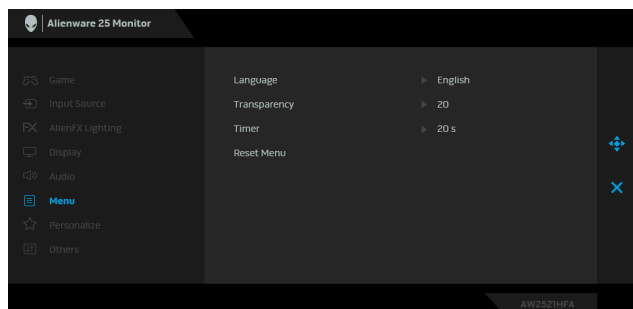 Alienware 25 Monitor
Game
Input Source
AlienFX Lighting
Display
Audio
Menu
Personalize
Others
Language English
Transparency 20
Timer 20 s
Reset Menu
AW2521HFA